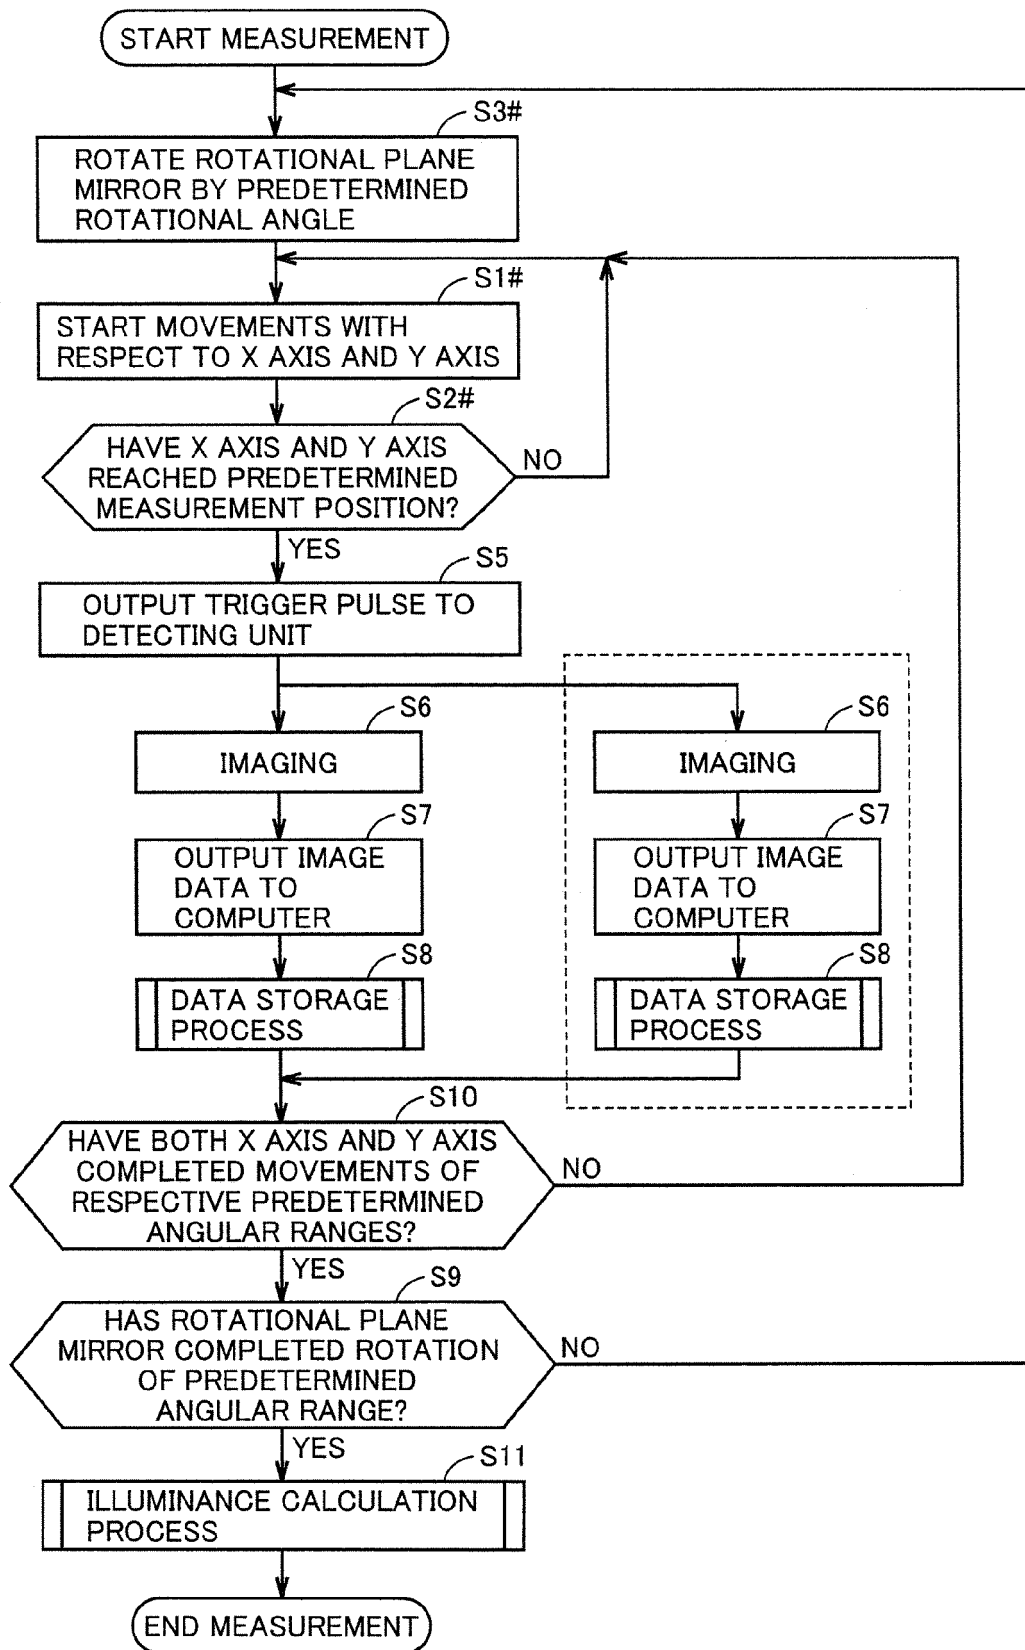 START MEASUREMENT
S3#
ROTATE ROTATIONAL PLANE
MIRROR BY PREDETERMINED
ROTATIONAL ANGLE
S1#
START MOVEMENTS WITH
RESPECT TO X AXIS AND Y AXIS
S2#
HAVE X AXIS AND Y AXIS
REACHED PREDETERMINED
MEASUREMENT POSITION?
NO
YES
S5
OUTPUT TRIGGER PULSE TO
DETECTING UNIT
S6
IMAGING
S7
OUTPUT IMAGE
DATA TO
COMPUTER
S8
DATA STORAGE
PROCESS
S6
IMAGING
S7
OUTPUT IMAGE
DATA TO
COMPUTER
S8
DATA STORAGE
PROCESS
S10
HAVE BOTH X AXIS AND Y AXIS
COMPLETED MOVEMENTS OF
RESPECTIVE PREDETERMINED
ANGULAR RANGES?
NO
YES
S9
HAS ROTATIONAL PLANE
MIRROR COMPLETED ROTATION
OF PREDETERMINED
ANGULAR RANGE?
NO
YES
S11
ILLUMINANCE CALCULATION
PROCESS
END MEASUREMENT